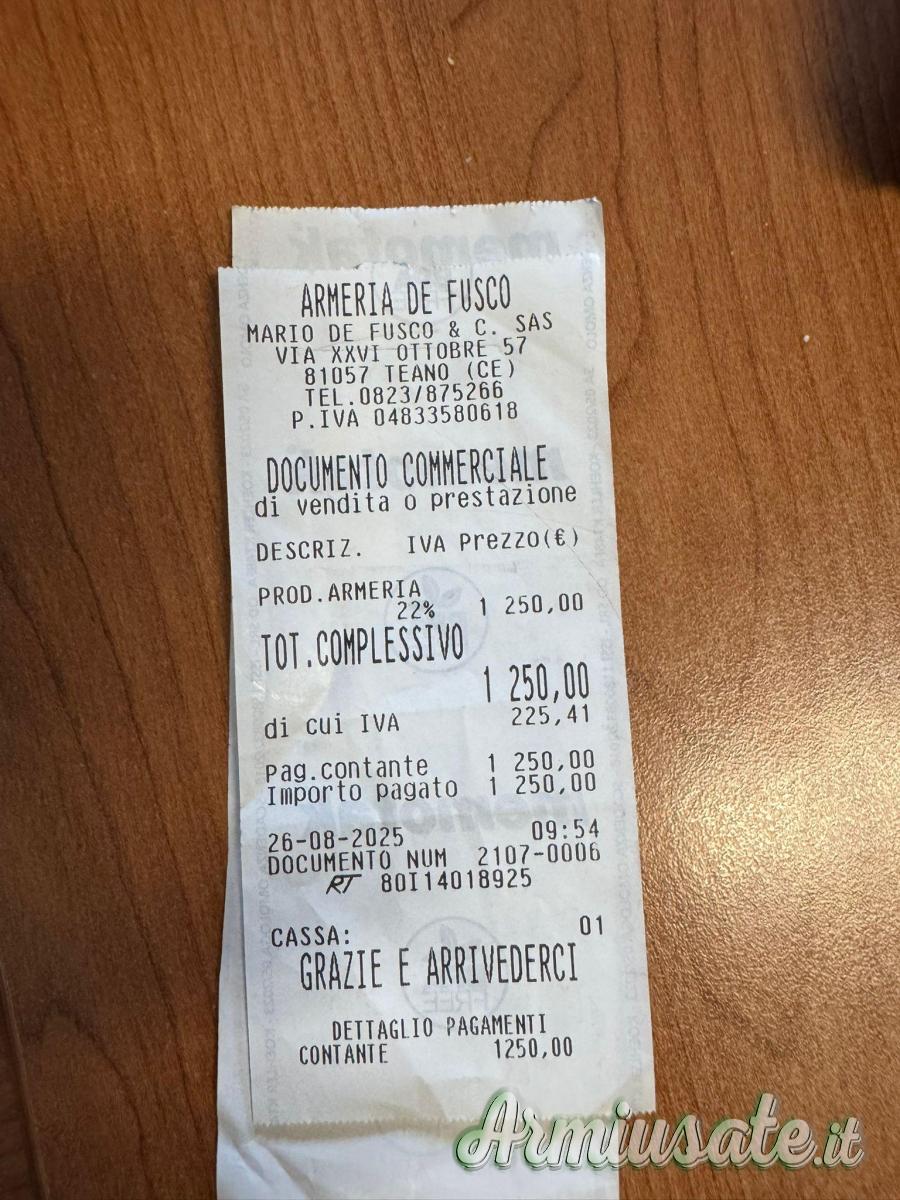 ARMERIA DE FUSCO
MARIO DE FUSCO & C. SAS
VIA XXVI OTTOBRE 57
81057 TEANO (CE)
TEL.0823/875266
P.IVA 04833580618
DOCUMENTO COMMERCIALE
di vendita o prestazione
DESCRIZ. IVA Prezzo(€)
PROD.ARMERIA
22% 1 250,00
TOT.COMPLESSIVO
1 250,00
di cui IVA 225,41
Pag.contante 1 250,00
Importo pagato 1 250,00
26-08-2025 09:54
DOCUMENTO NUM 2107-0006
RT 80I14018925
CASSA: 01
GRAZIE E ARRIVEDERCI
DETTAGLIO PAGAMENTI
CONTANTE 1250,00
Armiusate.it